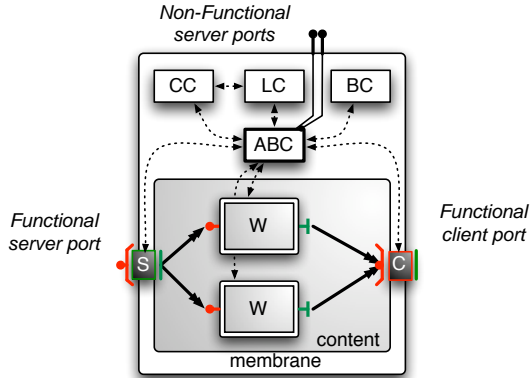 Non-Functional
server ports
CC
LC
BC
ABC
Functional
server port
Functional
client port
W
S
C
W
content
membrane